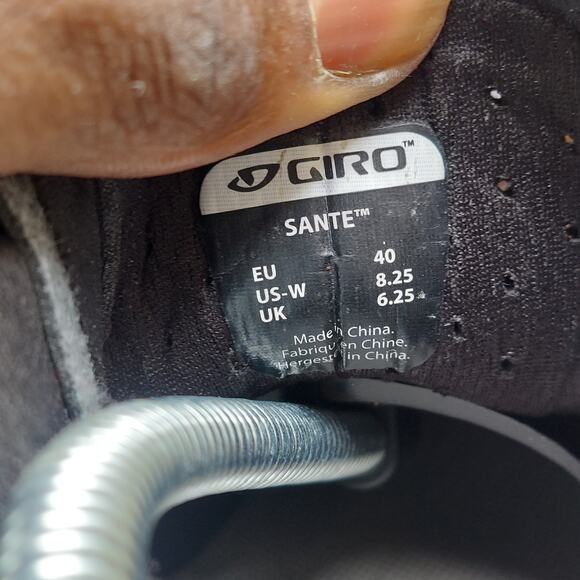 GIRO™
SANTE™
EU 40
US-W 8.25
UK 6.25
Made in China.
Fabriqué en Chine.
Hergestellt in China.